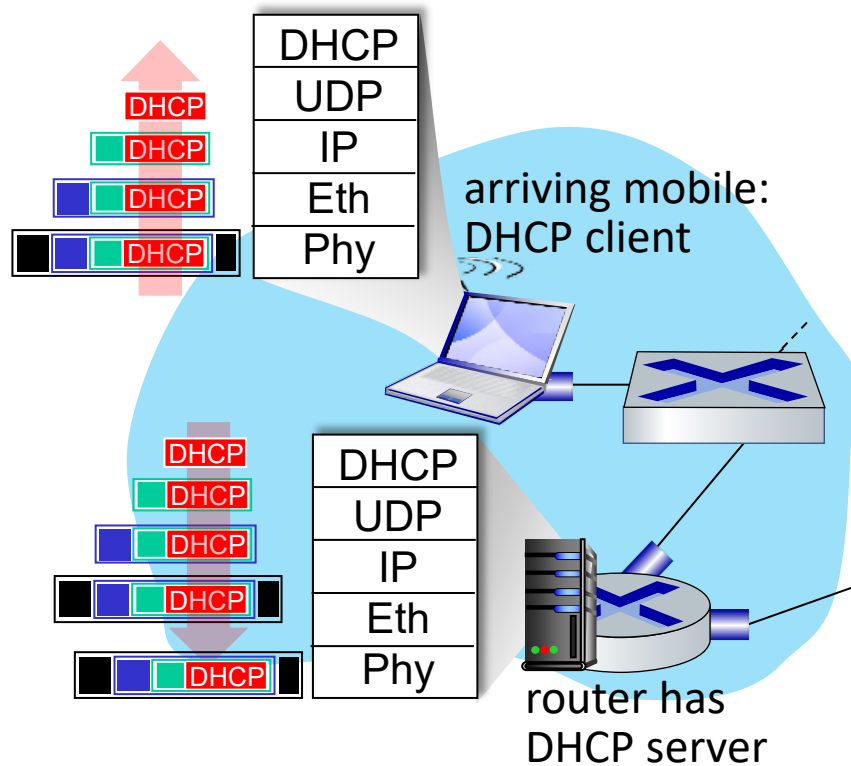 DHCP
UDP
IP
Eth
Phy
DHCP
DHCP
DHCP
DHCP
arriving mobile:
DHCP client
DHCP
UDP
IP
Eth
Phy
DHCP
DHCP
DHCP
DHCP
DHCP
router has
DHCP server